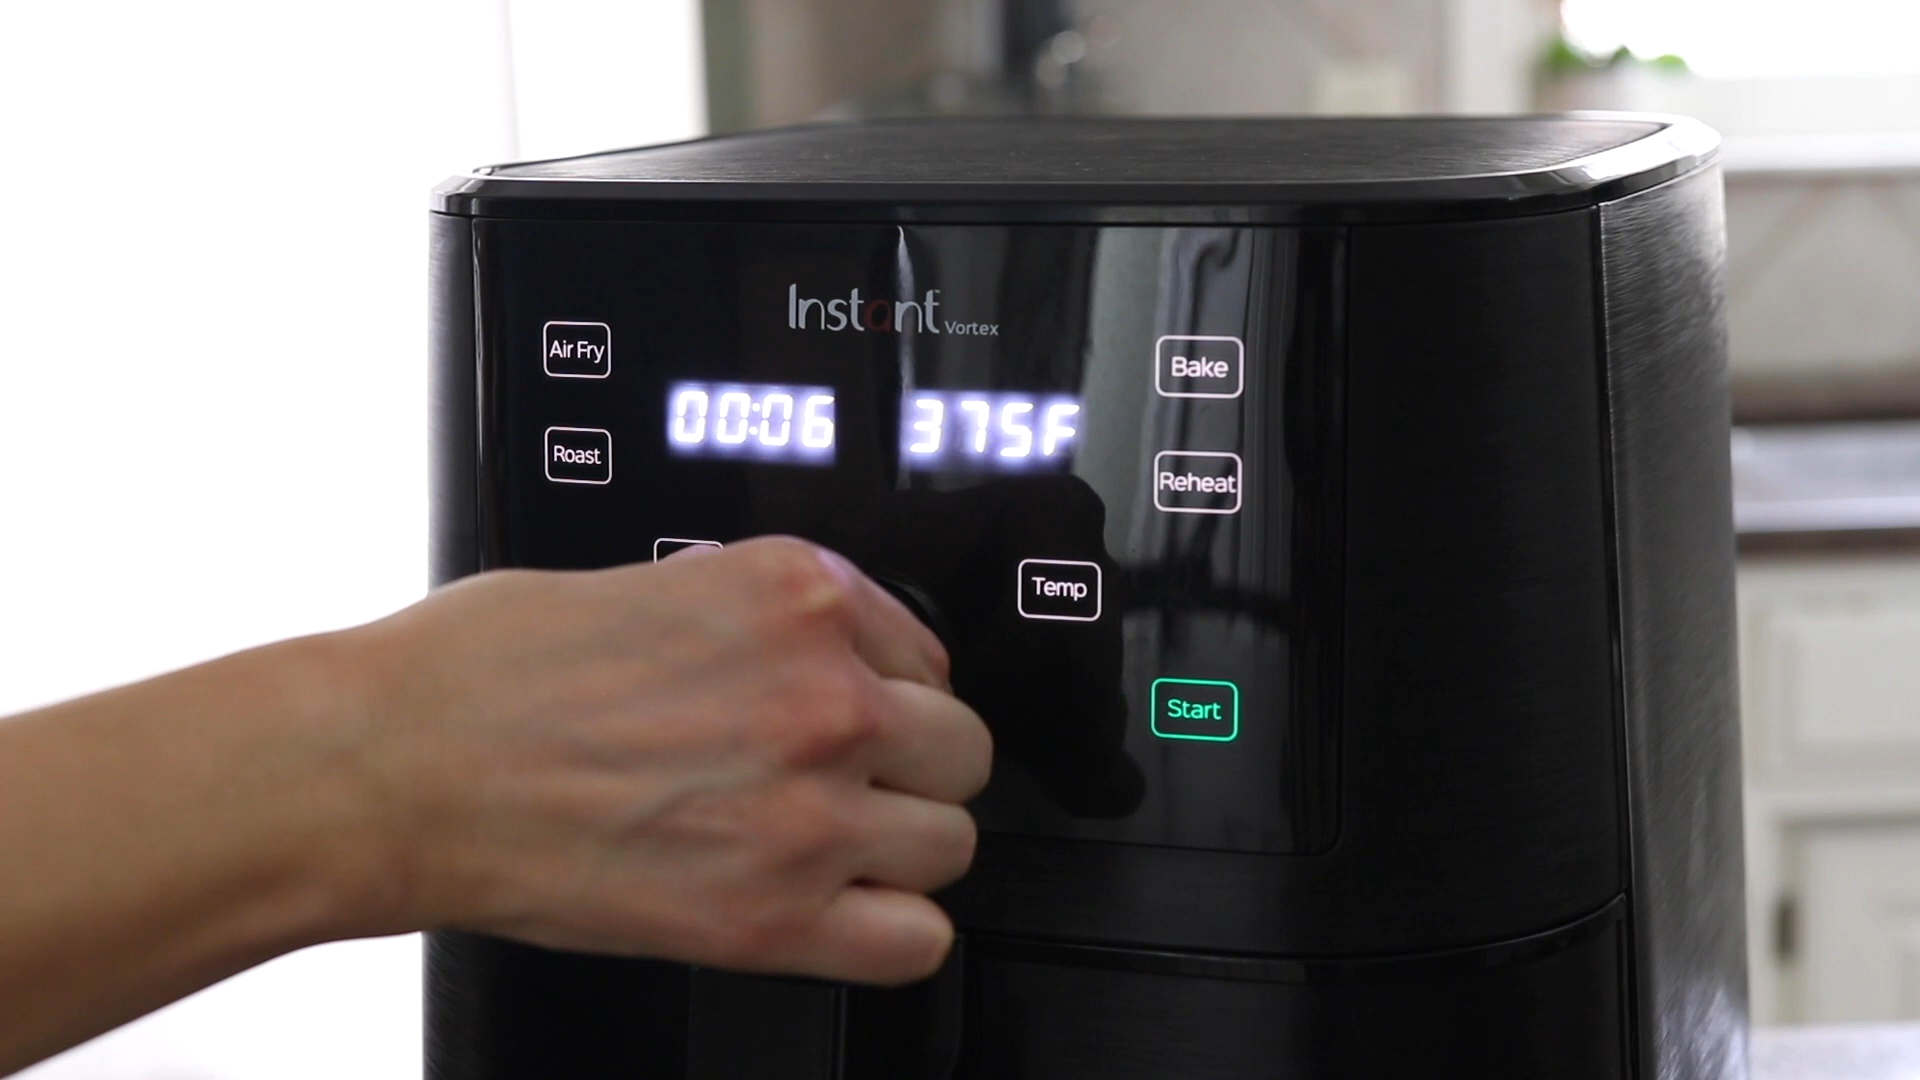 Instant Vortex
Air Fry
Bake
00:06
375F
Roast
Reheat
Temp
Start